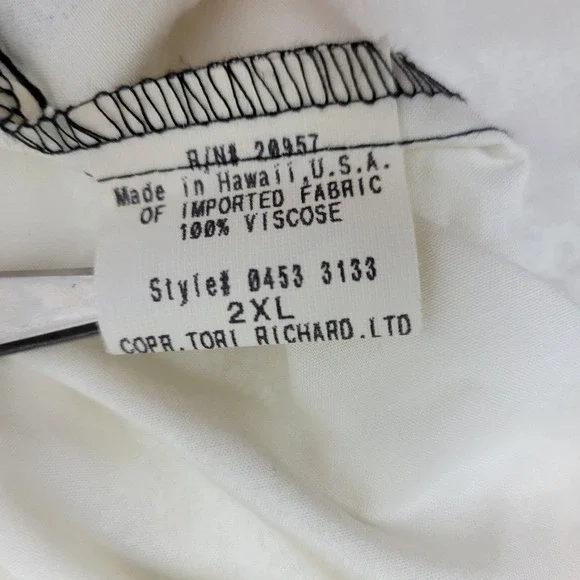 R/N# 20957
Made in Hawaii,U.S.A.
OF IMPORTED FABRIC
100% VISCOSE
Style# 0453 3133
2XL
COPR.TORI RICHARD.LTD